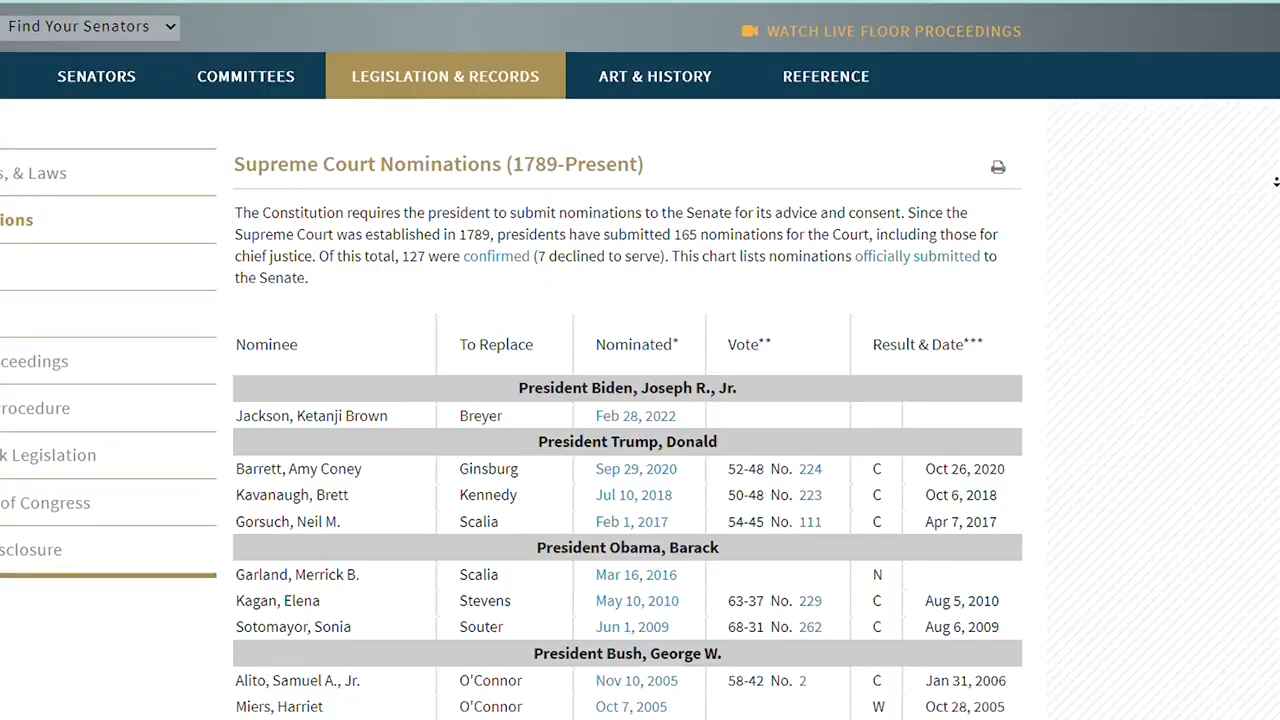 Find Your Senators
WATCH LIVE FLOOR PROCEEDINGS
SENATORS COMMITTEES LEGISLATION & RECORDS ART & HISTORY REFERENCE
s, & Laws
ions
ceedings
rocedure
k Legislation
of Congress
sclosure
Supreme Court Nominations (1789-Present)
The Constitution requires the president to submit nominations to the Senate for its advice and consent. Since the
Supreme Court was established in 1789, presidents have submitted 165 nominations for the Court, including those for
chief justice. Of this total, 127 were confirmed (7 declined to serve). This chart lists nominations officially submitted to
the Senate.
Nominee To Replace Nominated* Vote** Result & Date***
President Biden, Joseph R., Jr.
Jackson, Ketanji Brown Breyer Feb 28, 2022
President Trump, Donald
Barrett, Amy Coney Ginsburg Sep 29, 2020 52-48 No. 224 C Oct 26, 2020
Kavanaugh, Brett Kennedy Jul 10, 2018 50-48 No. 223 C Oct 6, 2018
Gorsuch, Neil M. Scalia Feb 1, 2017 54-45 No. 111 C Apr 7, 2017
President Obama, Barack
Garland, Merrick B. Scalia Mar 16, 2016 N
Kagan, Elena Stevens May 10, 2010 63-37 No. 229 C Aug 5, 2010
Sotomayor, Sonia Souter Jun 1, 2009 68-31 No. 262 C Aug 6, 2009
President Bush, George W.
Alito, Samuel A., Jr. O'Connor Nov 10, 2005 58-42 No. 2 C Jan 31, 2006
Miers, Harriet O'Connor Oct 7, 2005 W Oct 28, 2005